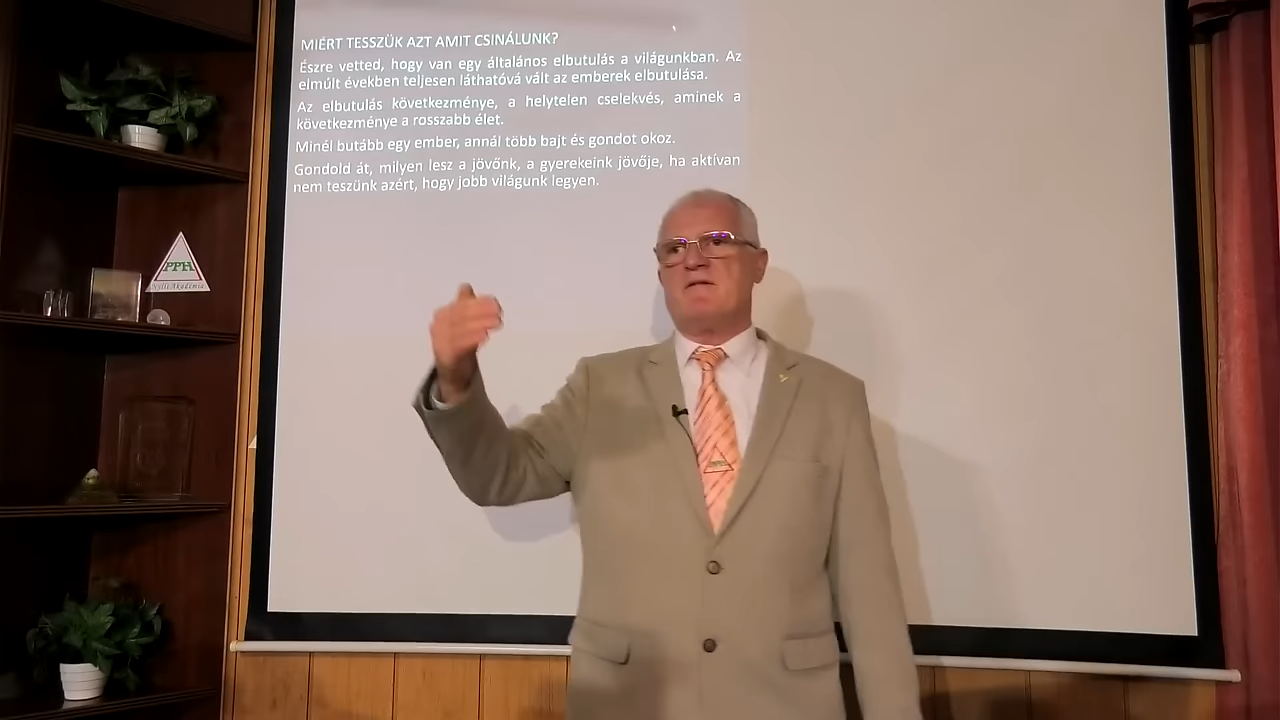 MIÉRT TESSZÜK AZT AMIT CSINÁLUNK?
Észre vetted, hogy van egy általános elbutulás a világunkban. Az
elmúlt években teljesen láthatóvá vált az emberek elbutulása.
Az elbutulás következménye, a helytelen cselekvés, aminek a
következménye a rosszabb élet.
Minél butább egy ember, annál több bajt és gondot okoz.
Gondold át, milyen lesz a jövőnk, a gyerekeink jövője, ha aktívan
nem teszünk azért, hogy jobb világunk legyen.
PPH
Nyílt Akadémia
PPH